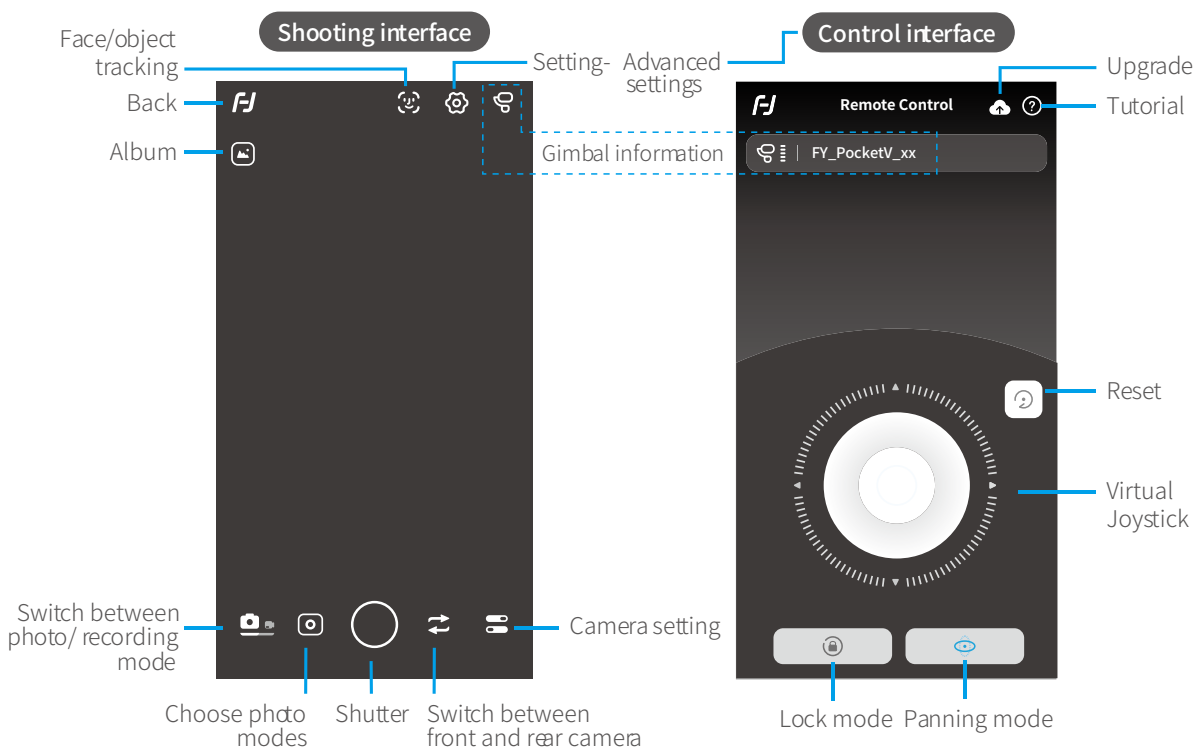 Shooting interface
Control interface
Face/object
tracking
Setting-
Advanced
settings
Upgrade
Back
Remote Control
Tutorial
Album
Gimbal information
FY_PocketV_xx
Reset
Virtual
Joystick
Switch between
photo/ recording
mode
Camera setting
Choose photo
modes
Shutter
Switch between
front and rear camera
Lock mode
Panning mode